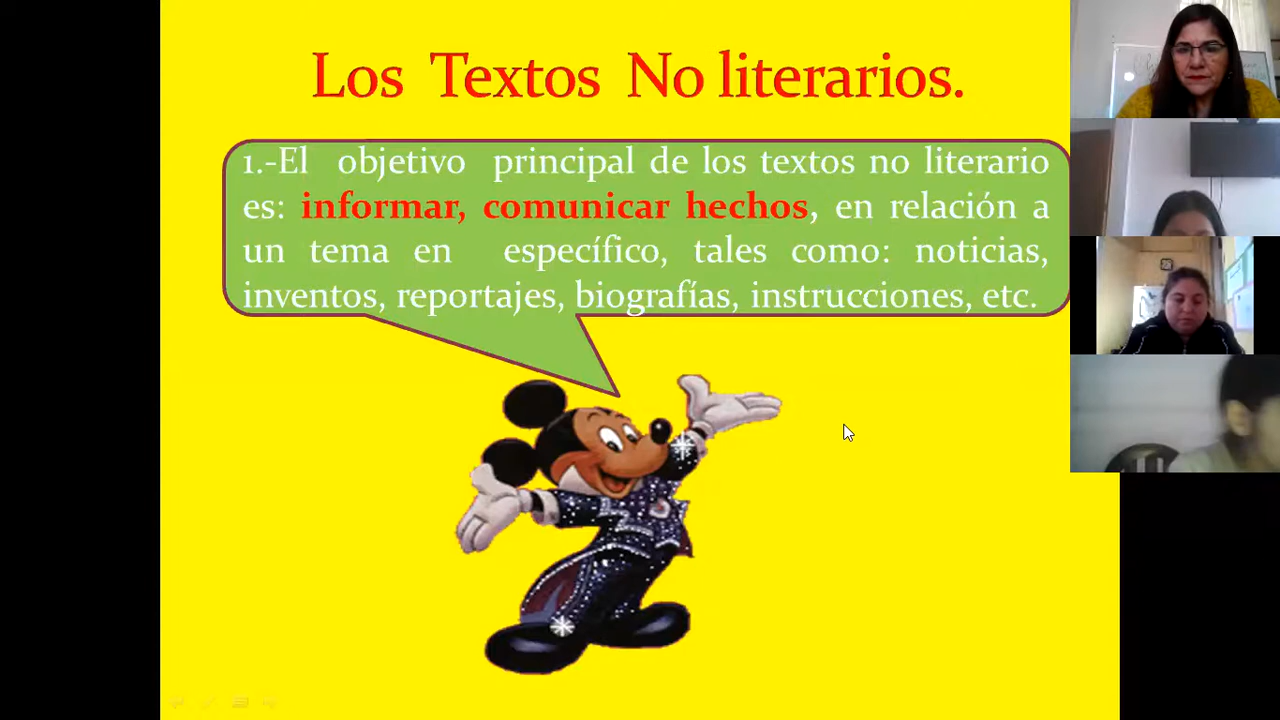 Los Textos No literarios.
1.-El objetivo principal de los textos no literario
es: informar, comunicar hechos, en relación a
un tema en específico, tales como: noticias,
inventos, reportajes, biografías, instrucciones, etc.